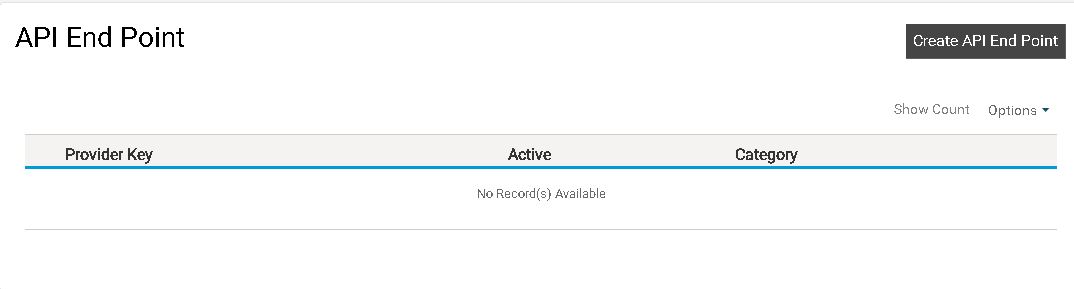 API End Point
Create API End Point
Show Count Options
Provider Key Active Category
No Record(s) Available